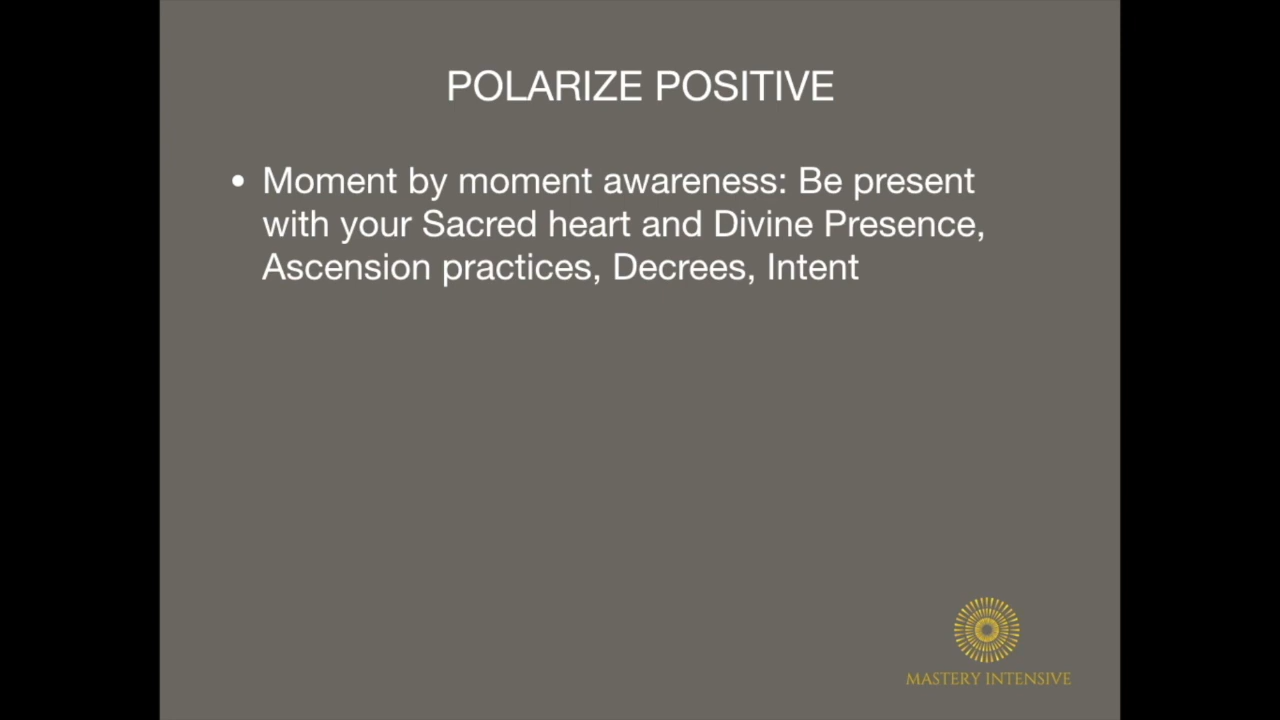 POLARIZE POSITIVE
• Moment by moment awareness: Be present
with your Sacred heart and Divine Presence,
Ascension practices, Decrees, Intent
MASTERY INTENSIVE